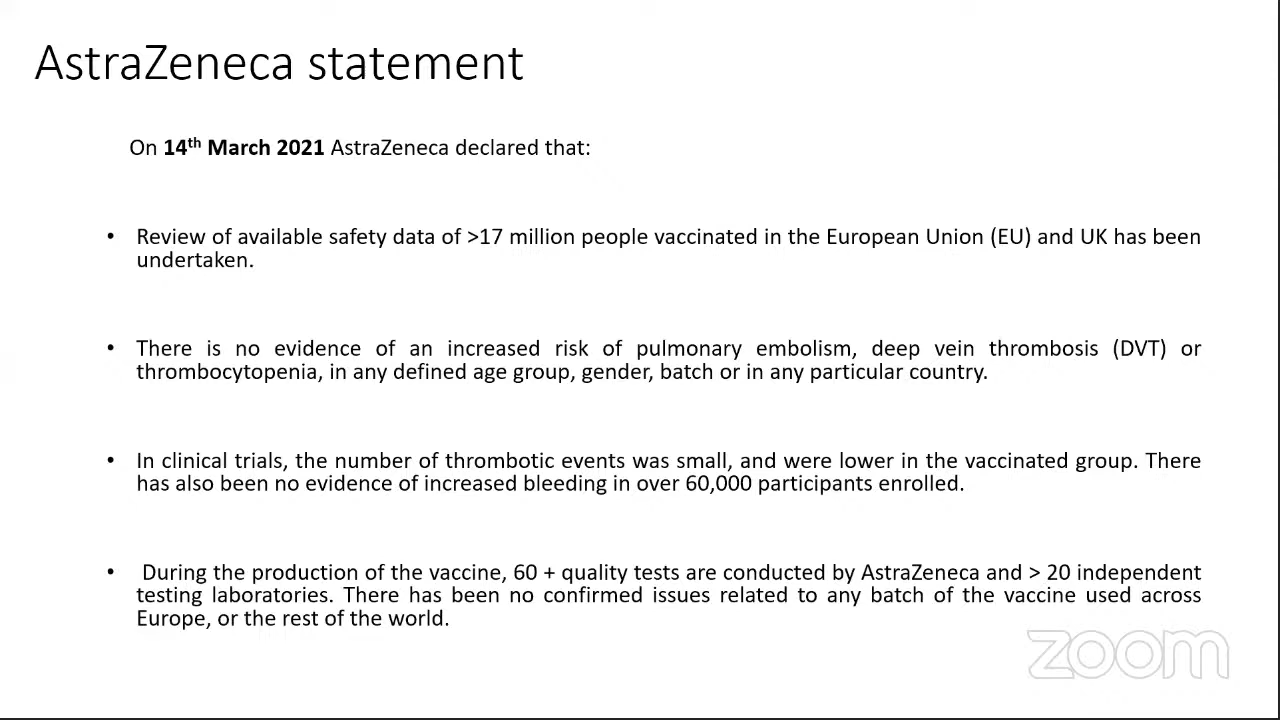 AstraZeneca statement
On 14th March 2021 AstraZeneca declared that:
• Review of available safety data of >17 million people vaccinated in the European Union (EU) and UK has been
undertaken.
• There is no evidence of an increased risk of pulmonary embolism, deep vein thrombosis (DVT) or
thrombocytopenia, in any defined age group, gender, batch or in any particular country.
• In clinical trials, the number of thrombotic events was small, and were lower in the vaccinated group. There
has also been no evidence of increased bleeding in over 60,000 participants enrolled.
• During the production of the vaccine, 60 + quality tests are conducted by AstraZeneca and > 20 independent
testing laboratories. There has been no confirmed issues related to any batch of the vaccine used across
Europe, or the rest of the world.
zoom